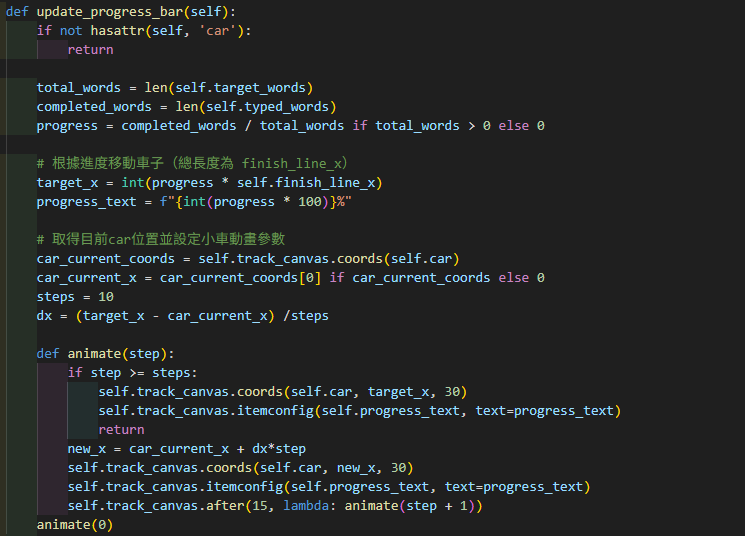 def update_progress_bar(self):
    if not hasattr(self, 'car'):
        return

    total_words = len(self.target_words)
    completed_words = len(self.typed_words)
    progress = completed_words / total_words if total_words > 0 else 0

    # 根據進度移動車子（總長度為 finish_line_x）
    target_x = int(progress * self.finish_line_x)
    progress_text = f"{int(progress * 100)}%"

    # 取得目前car位置並設定小車動畫參數
    car_current_coords = self.track_canvas.coords(self.car)
    car_current_x = car_current_coords[0] if car_current_coords else 0
    steps = 10
    dx = (target_x - car_current_x) /steps

    def animate(step):
        if step >= steps:
            self.track_canvas.coords(self.car, target_x, 30)
            self.track_canvas.itemconfig(self.progress_text, text=progress_text)
            return
        new_x = car_current_x + dx*step
        self.track_canvas.coords(self.car, new_x, 30)
        self.track_canvas.itemconfig(self.progress_text, text=progress_text)
        self.track_canvas.after(15, lambda: animate(step + 1))
    animate(0)